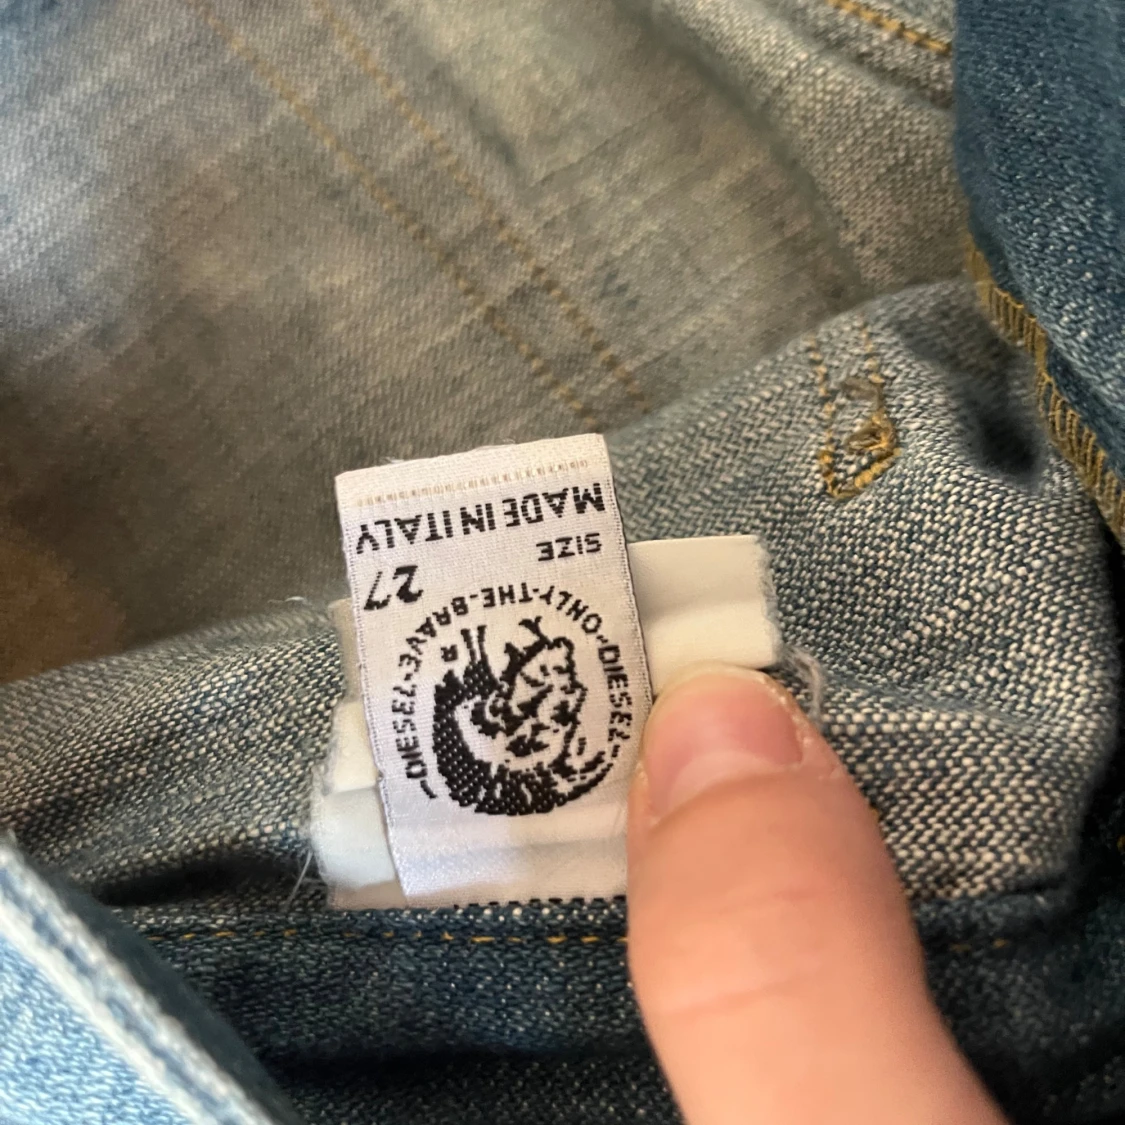 -DIESEL-ONLY-THE-BRAVE-DIESEL-
R
SIZE 27
MADE IN ITALY